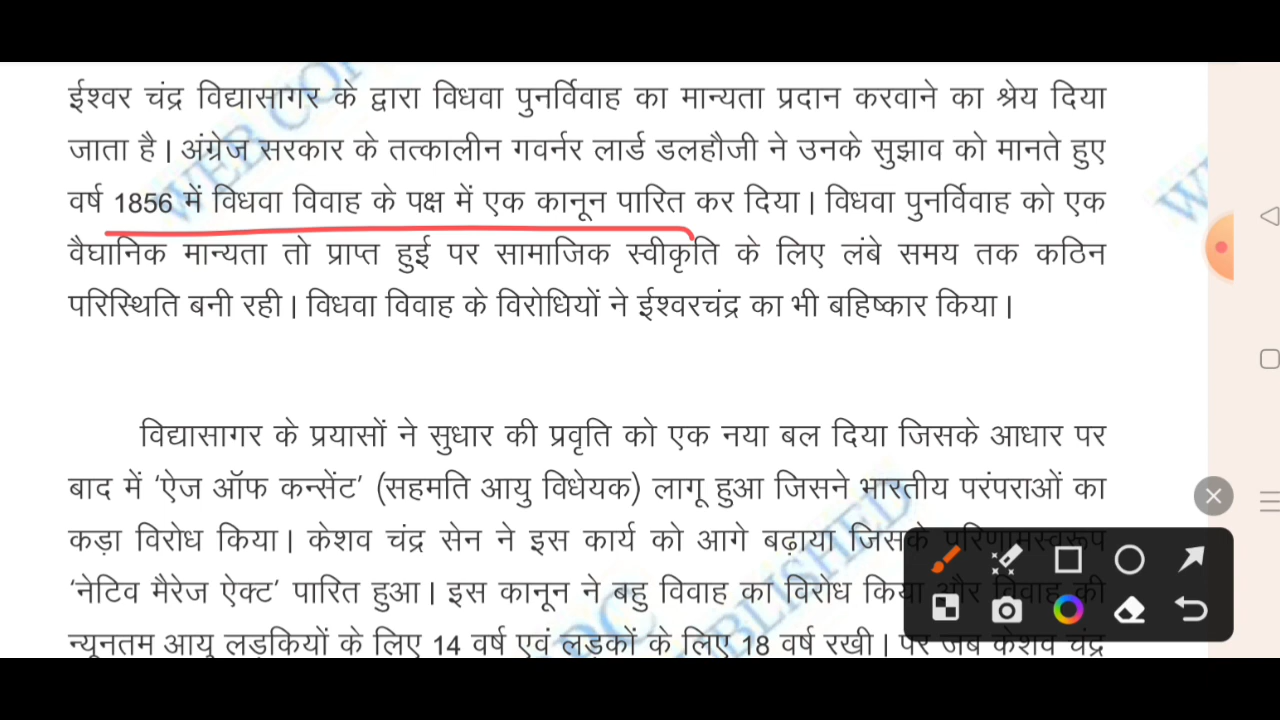 ईश्वर चंद्र विद्यासागर के द्वारा विधवा पुनर्विवाह का मान्यता प्रदान करवाने का श्रेय दिया
जाता है। अंग्रेज सरकार के तत्कालीन गवर्नर लार्ड डलहौजी ने उनके सुझाव को मानते हुए
वर्ष 1856 में विधवा विवाह के पक्ष में एक कानून पारित कर दिया। विधवा पुनर्विवाह को एक
वैधानिक मान्यता तो प्राप्त हुई पर सामाजिक स्वीकृति के लिए लंबे समय तक कठिन
परिस्थिति बनी रही। विधवा विवाह के विरोधियों ने ईश्वरचंद्र का भी बहिष्कार किया।
विद्यासागर के प्रयासों ने सुधार की प्रवृति को एक नया बल दिया जिसके आधार पर
बाद में ‘ऐज ऑफ कन्सेंट’ (सहमति आयु विधेयक) लागू हुआ जिसने भारतीय परंपराओं का
कड़ा विरोध किया। केशव चंद्र सेन ने इस कार्य को आगे बढ़ाया जिसके परिणामस्वरूप
‘नेटिव मैरेज ऐक्ट’ पारित हुआ। इस कानून ने बहु विवाह का विरोध किया और विवाह की
न्यूनतम आयु लड़कियों के लिए 14 वर्ष एवं लड़कों के लिए 18 वर्ष रखी। पर जब केशव चंद्र